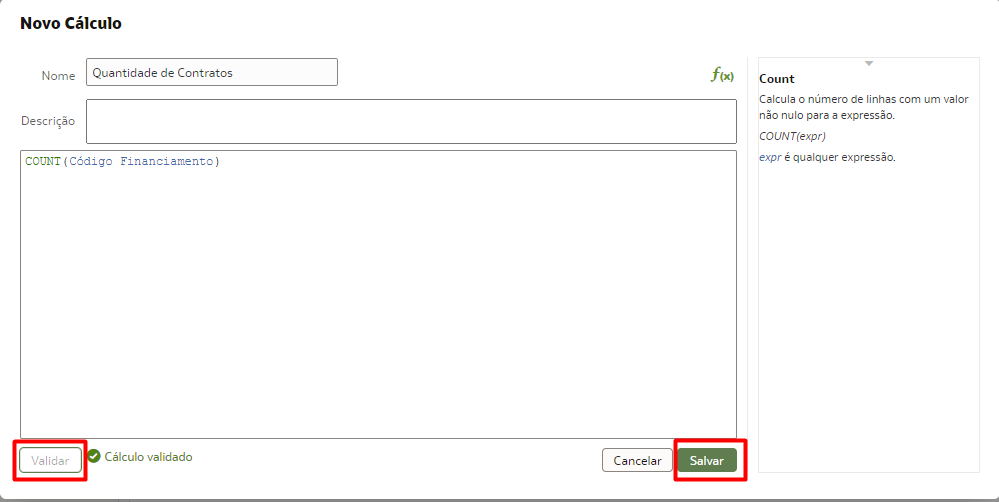 Novo Cálculo
Nome
Quantidade de Contratos
f(x)
Descrição
COUNT(Código Financiamento)
Validar
Cálculo validado
Cancelar
Salvar
Count
Calcula o número de linhas com um valor
não nulo para a expressão.
COUNT(expr)
expr é qualquer expressão.